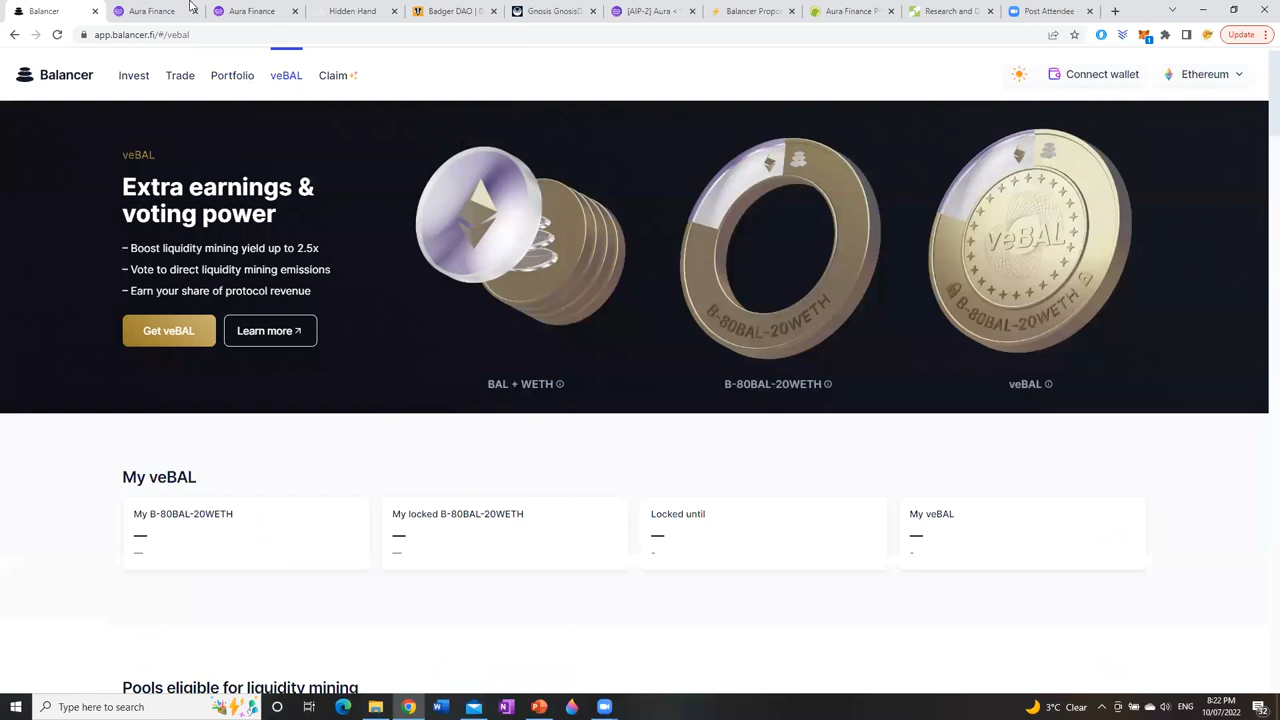 Balancer
Aura Finance
Aura Finance
Hidden Hand
Badger DAO |
Gnosis GnosisD
[AIP-2] Aura <
Balancer Propo
Aura Finance P
Research and D
Post Attendee -
app.balancer.fi/#/vebal
Update
Balancer
Invest
Trade
Portfolio
veBAL
Claim
Connect wallet
Ethereum
veBAL
Extra earnings &
voting power
– Boost liquidity mining yield up to 2.5x
– Vote to direct liquidity mining emissions
– Earn your share of protocol revenue
Get veBAL
Learn more
B-80BAL-20WETH
veBAL
B-80BAL-20WETH
BAL + WETH
B-80BAL-20WETH
veBAL
My veBAL
My B-80BAL-20WETH
—
—
My locked B-80BAL-20WETH
—
—
Locked until
—
-
My veBAL
—
-
Pools eligible for liquidity mining
Type here to search
3°C Clear
ENG
8:22 PM
10/07/2022